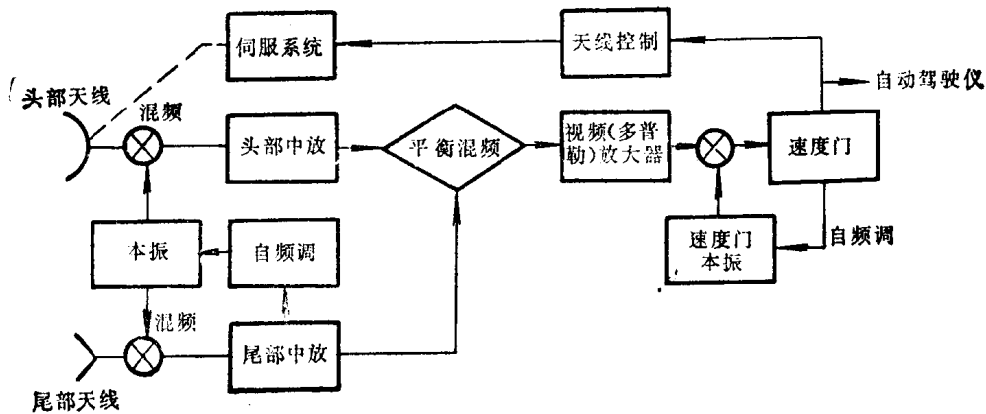 伺服系统
天线控制
自动驾驶仪
头部天线
混频
头部中放
平衡混频
视频(多普
勒)放大器
速度门
本振
自频调
速度门
本振
自频调
混频
尾部中放
尾部天线